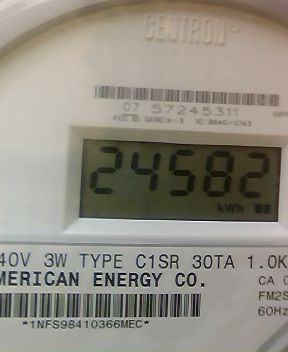 CENTRON®
07 57245311
24582
kWh
40V 3W TYPE C1SR 30TA 1.0K
MERICAN ENERGY CO.
CA 0
FM2S
60Hz
*1NFS98410366MEC*